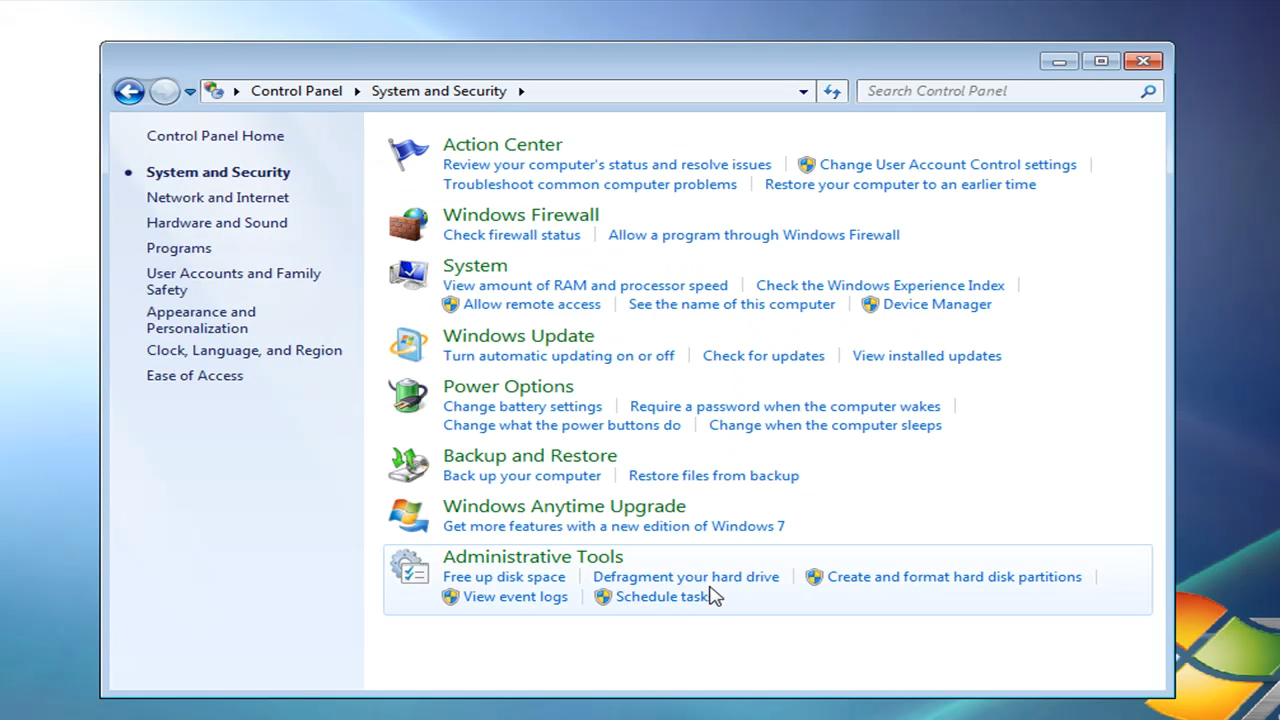 Control Panel System and Security
Search Control Panel
Control Panel Home
System and Security
Network and Internet
Hardware and Sound
Programs
User Accounts and Family
Safety
Appearance and
Personalization
Clock, Language, and Region
Ease of Access
Action Center
Review your computer's status and resolve issues Change User Account Control settings
Troubleshoot common computer problems Restore your computer to an earlier time
Windows Firewall
Check firewall status Allow a program through Windows Firewall
System
View amount of RAM and processor speed Check the Windows Experience Index
Allow remote access See the name of this computer Device Manager
Windows Update
Turn automatic updating on or off Check for updates View installed updates
Power Options
Change battery settings Require a password when the computer wakes
Change what the power buttons do Change when the computer sleeps
Backup and Restore
Back up your computer Restore files from backup
Windows Anytime Upgrade
Get more features with a new edition of Windows 7
Administrative Tools
Free up disk space Defragment your hard drive Create and format hard disk partitions
View event logs Schedule tasks